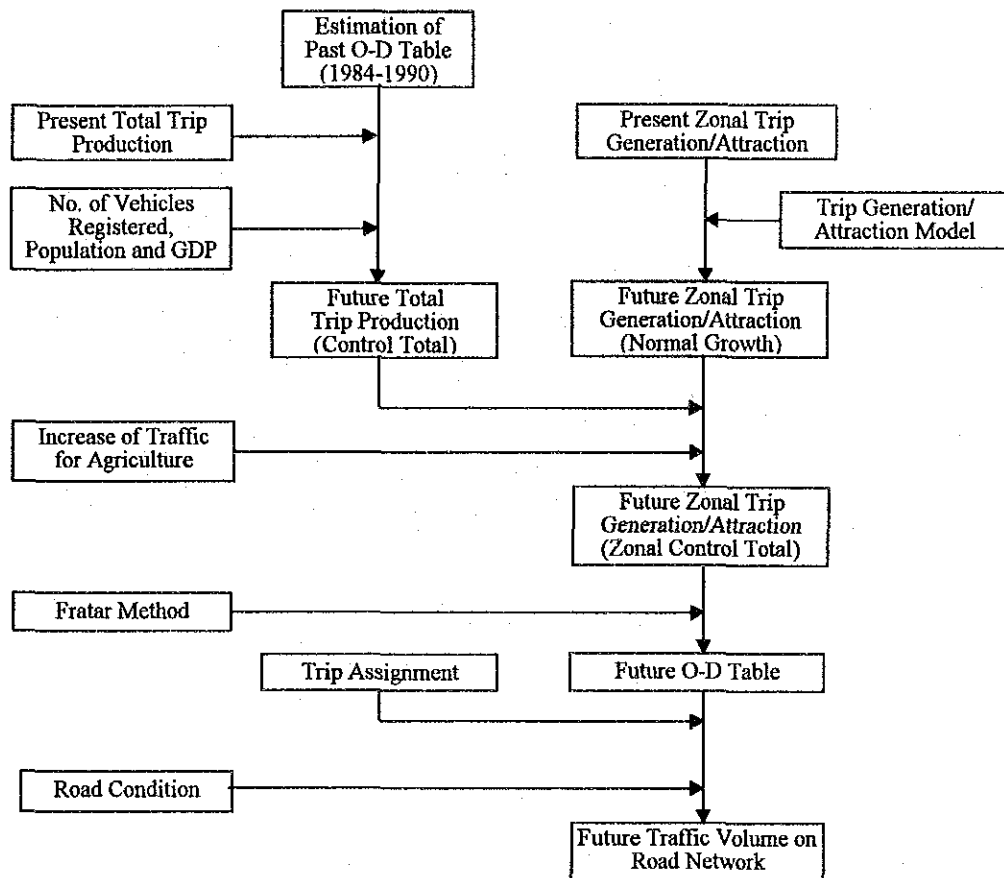 Estimation of
Past O-D Table
(1984-1990)
Present Total Trip
Production
Present Zonal Trip
Generation/Attraction
No. of Vehicles
Registered,
Population and GDP
Trip Generation/
Attraction Model
Future Total
Trip Production
(Control Total)
Future Zonal Trip
Generation/Attraction
(Normal Growth)
Increase of Traffic
for Agriculture
Future Zonal Trip
Generation/Attraction
(Zonal Control Total)
Fratar Method
Trip Assignment
Future O-D Table
Road Condition
Future Traffic Volume on
Road Network